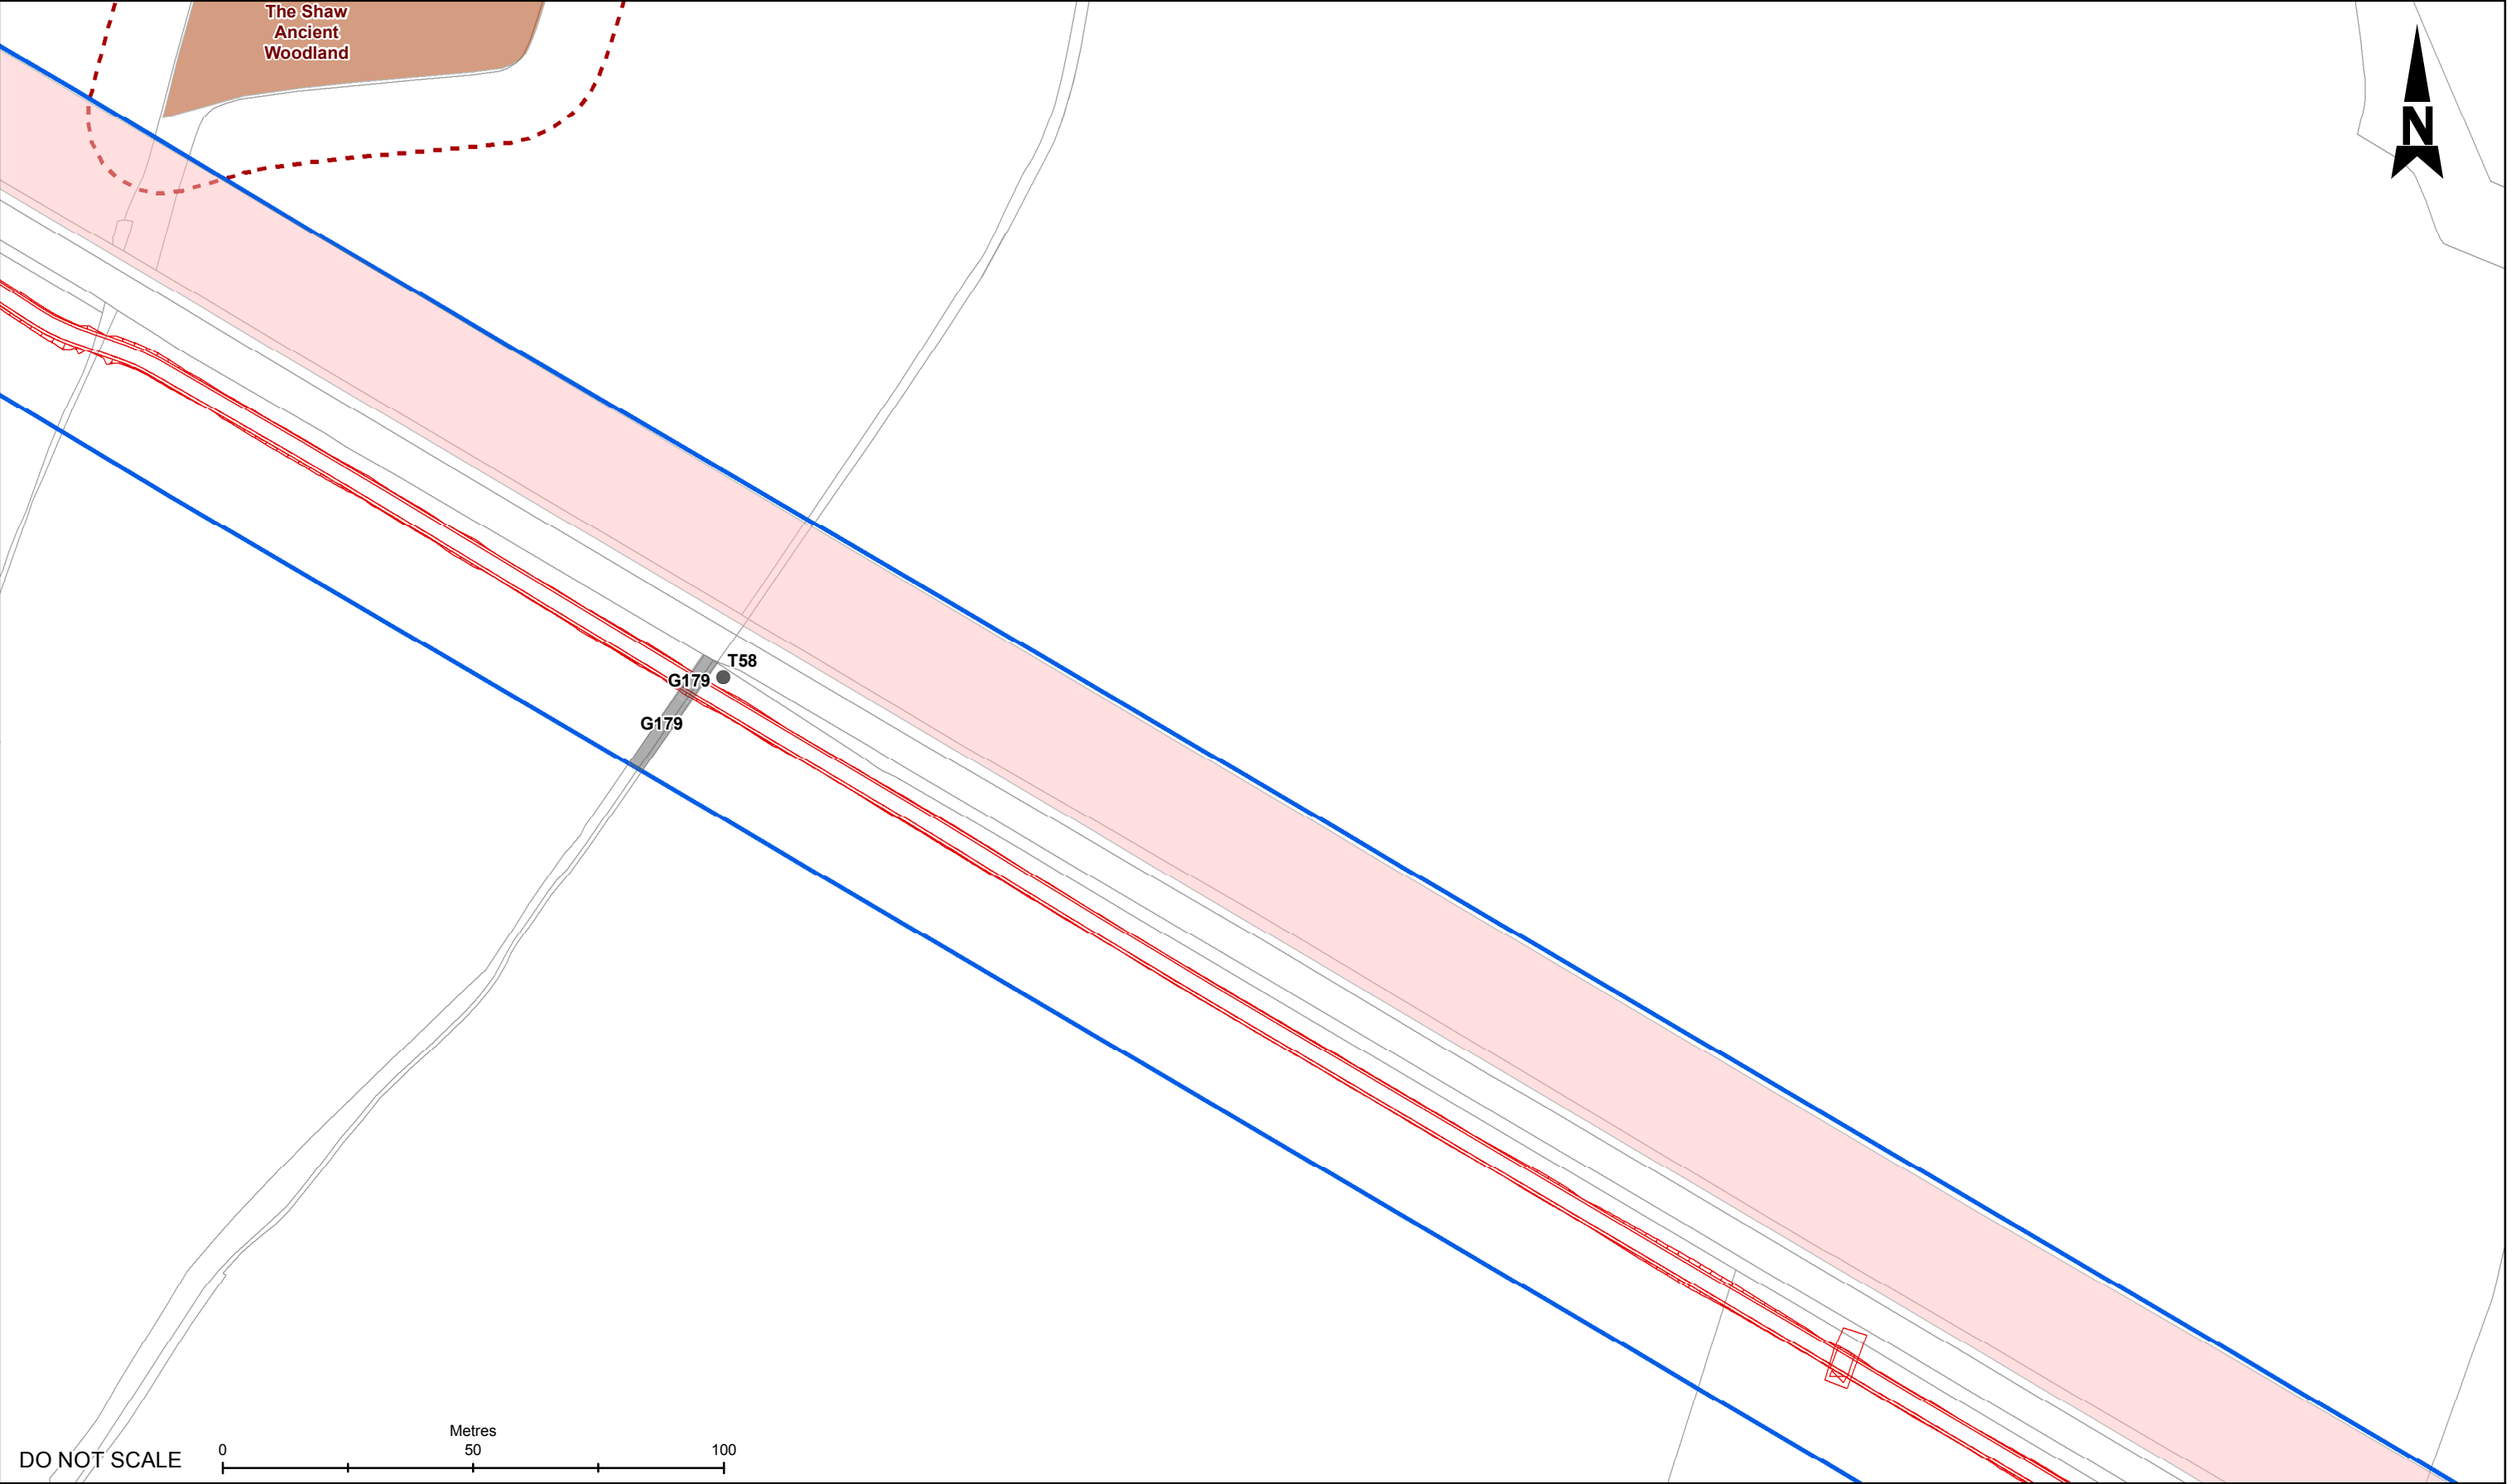 The Shaw
Ancient
Woodland
N
T58
G179
G179
Metres
0 50 100
DO NOT SCALE